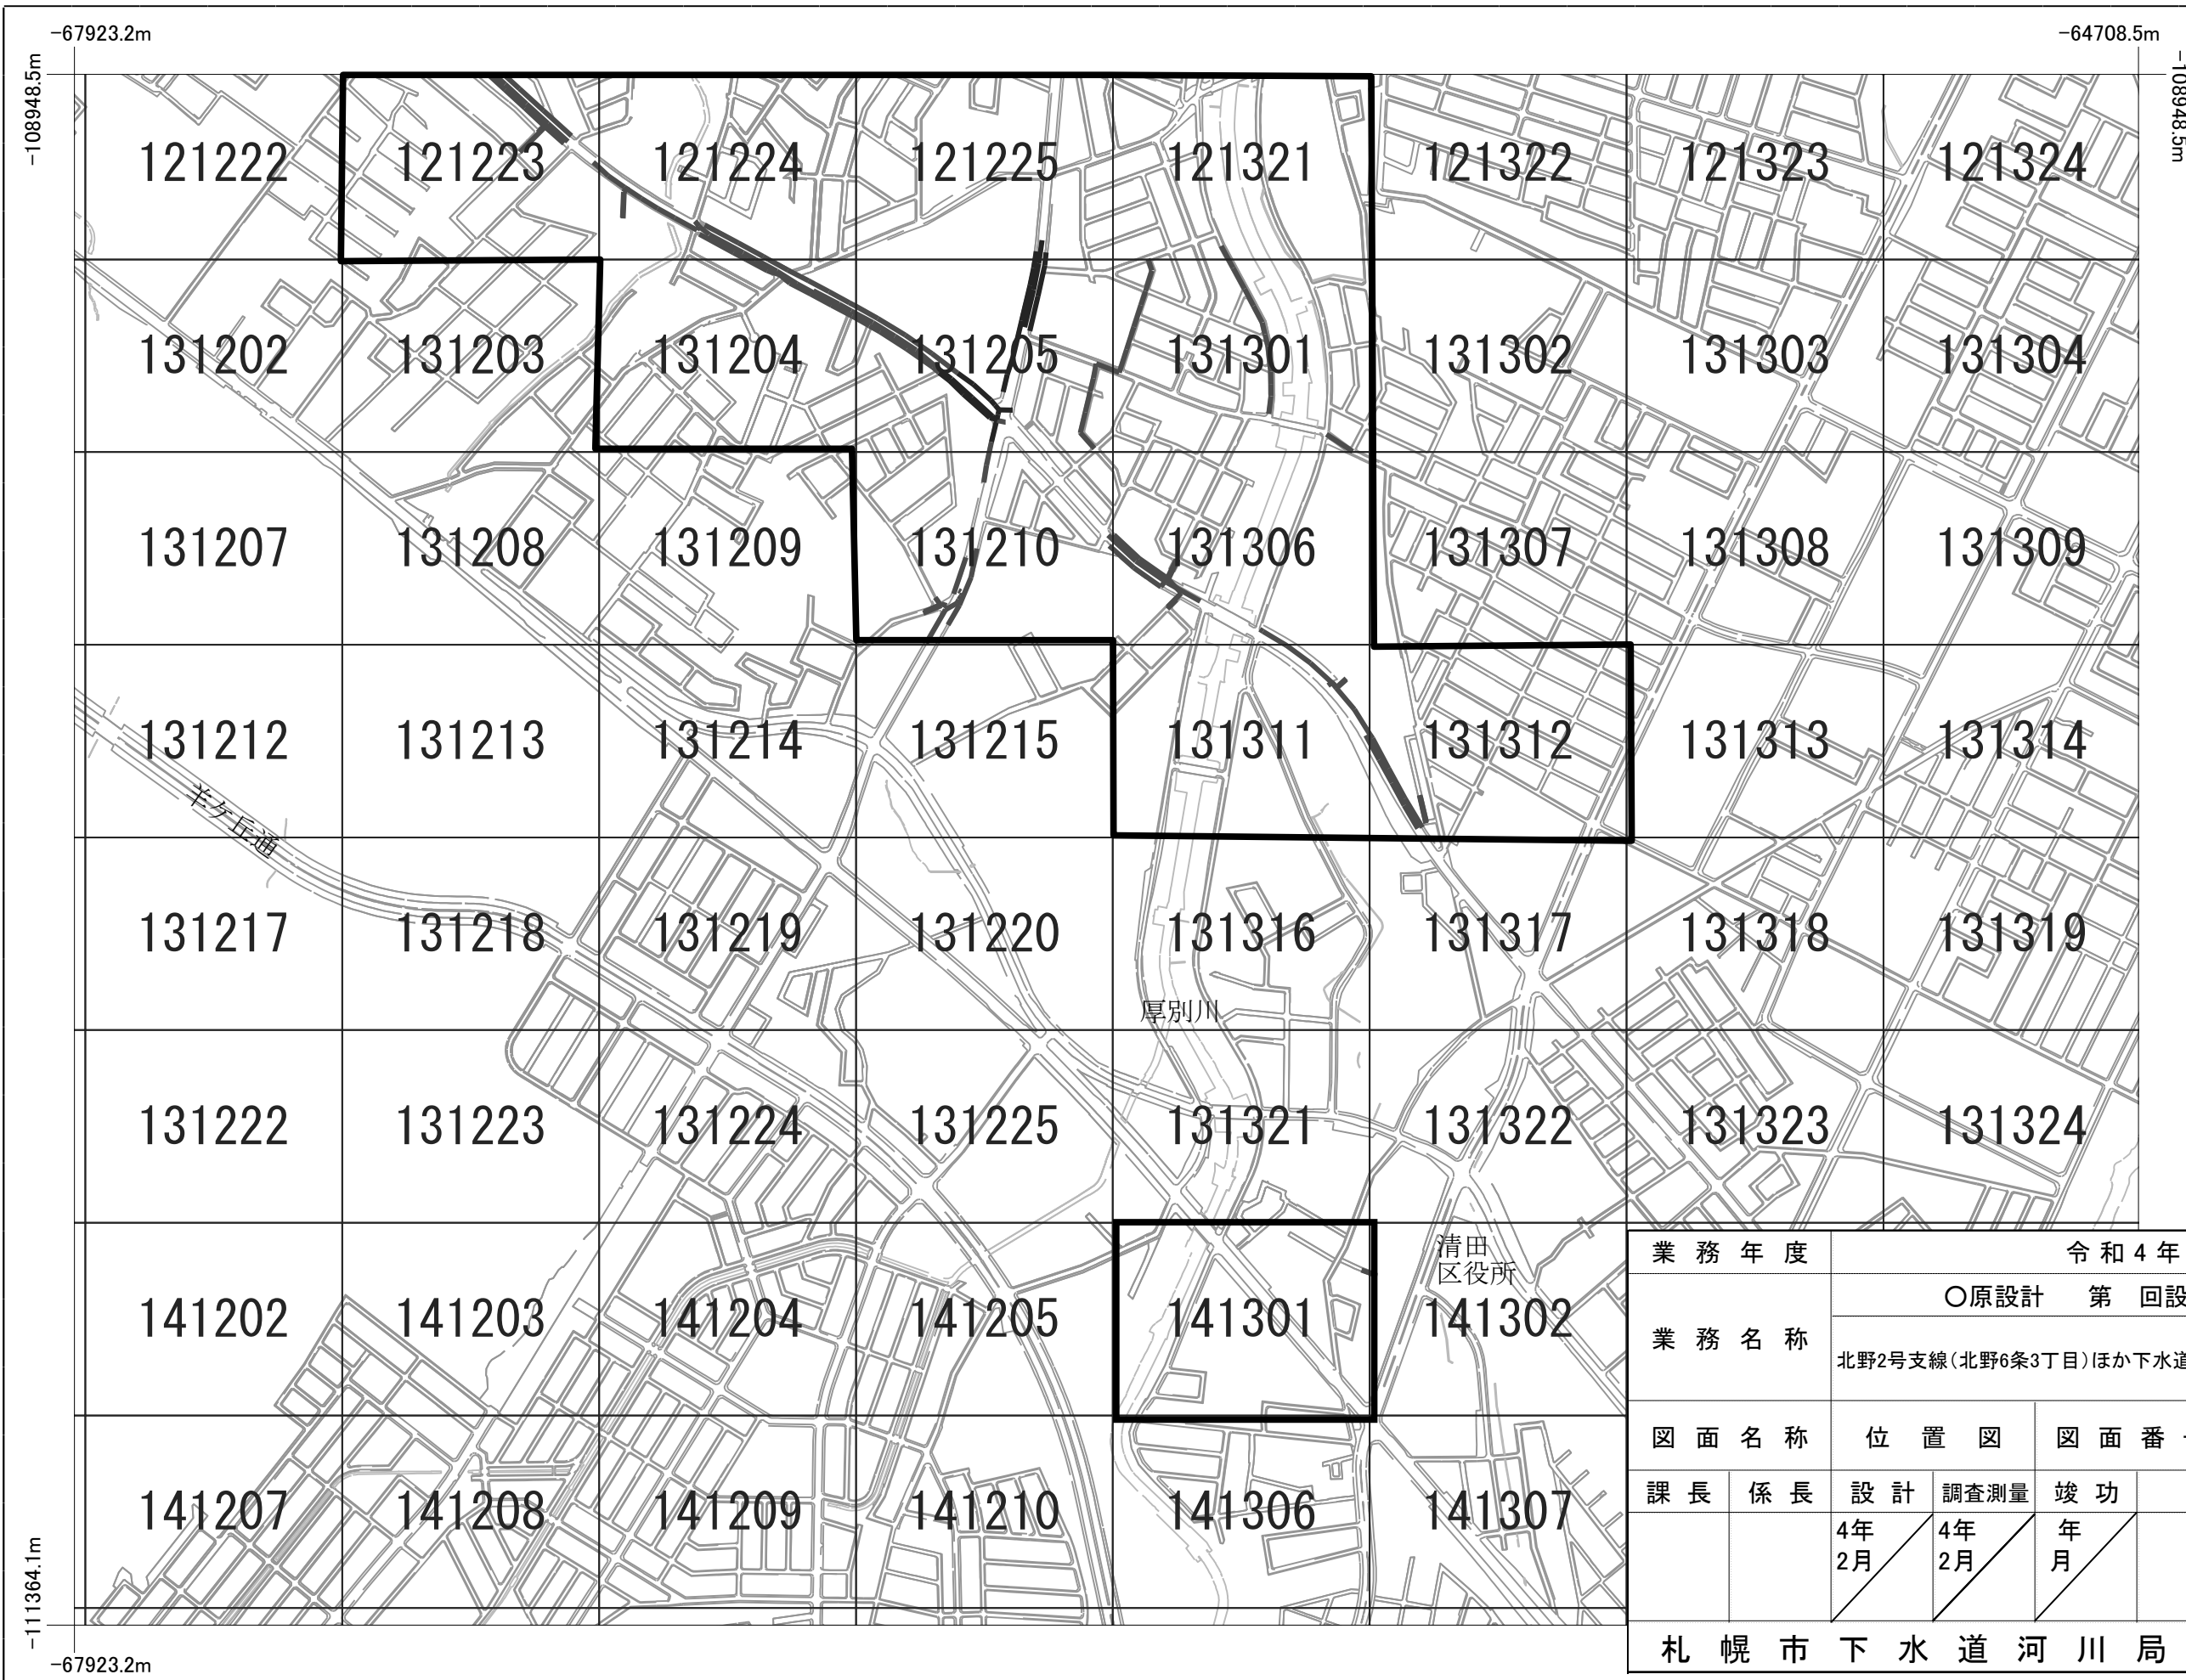 -67923.2m
-64708.5m
-108948.5m
-108948.5m
121222 121223 121224 121225 121321 121322 121323 121324
131202 131203 131204 131205 131301 131302 131303 131304
131207 131208 131209 131210 131306 131307 131308 131309
131212 131213 131214 131215 131311 131312 131313 131314
羊ケ丘通
131217 131218 131219 131220 131316 131317 131318 131319
厚別川
131222 131223 131224 131225 131321 131322 131323 131324
清田
区役所
141202 141203 141204 141205 141301 141302
141207 141208 141209 141210 141306 141307
-111364.1m
-67923.2m
業務年度 令和4年
〇原設計 第 回設
業務名称
北野2号支線(北野6条3丁目)ほか下水道
図面名称 位置図 図面番
課長 係長 設計 調査測量 竣功
4年 4年 年
2月 2月 月
札幌市下水道河川局